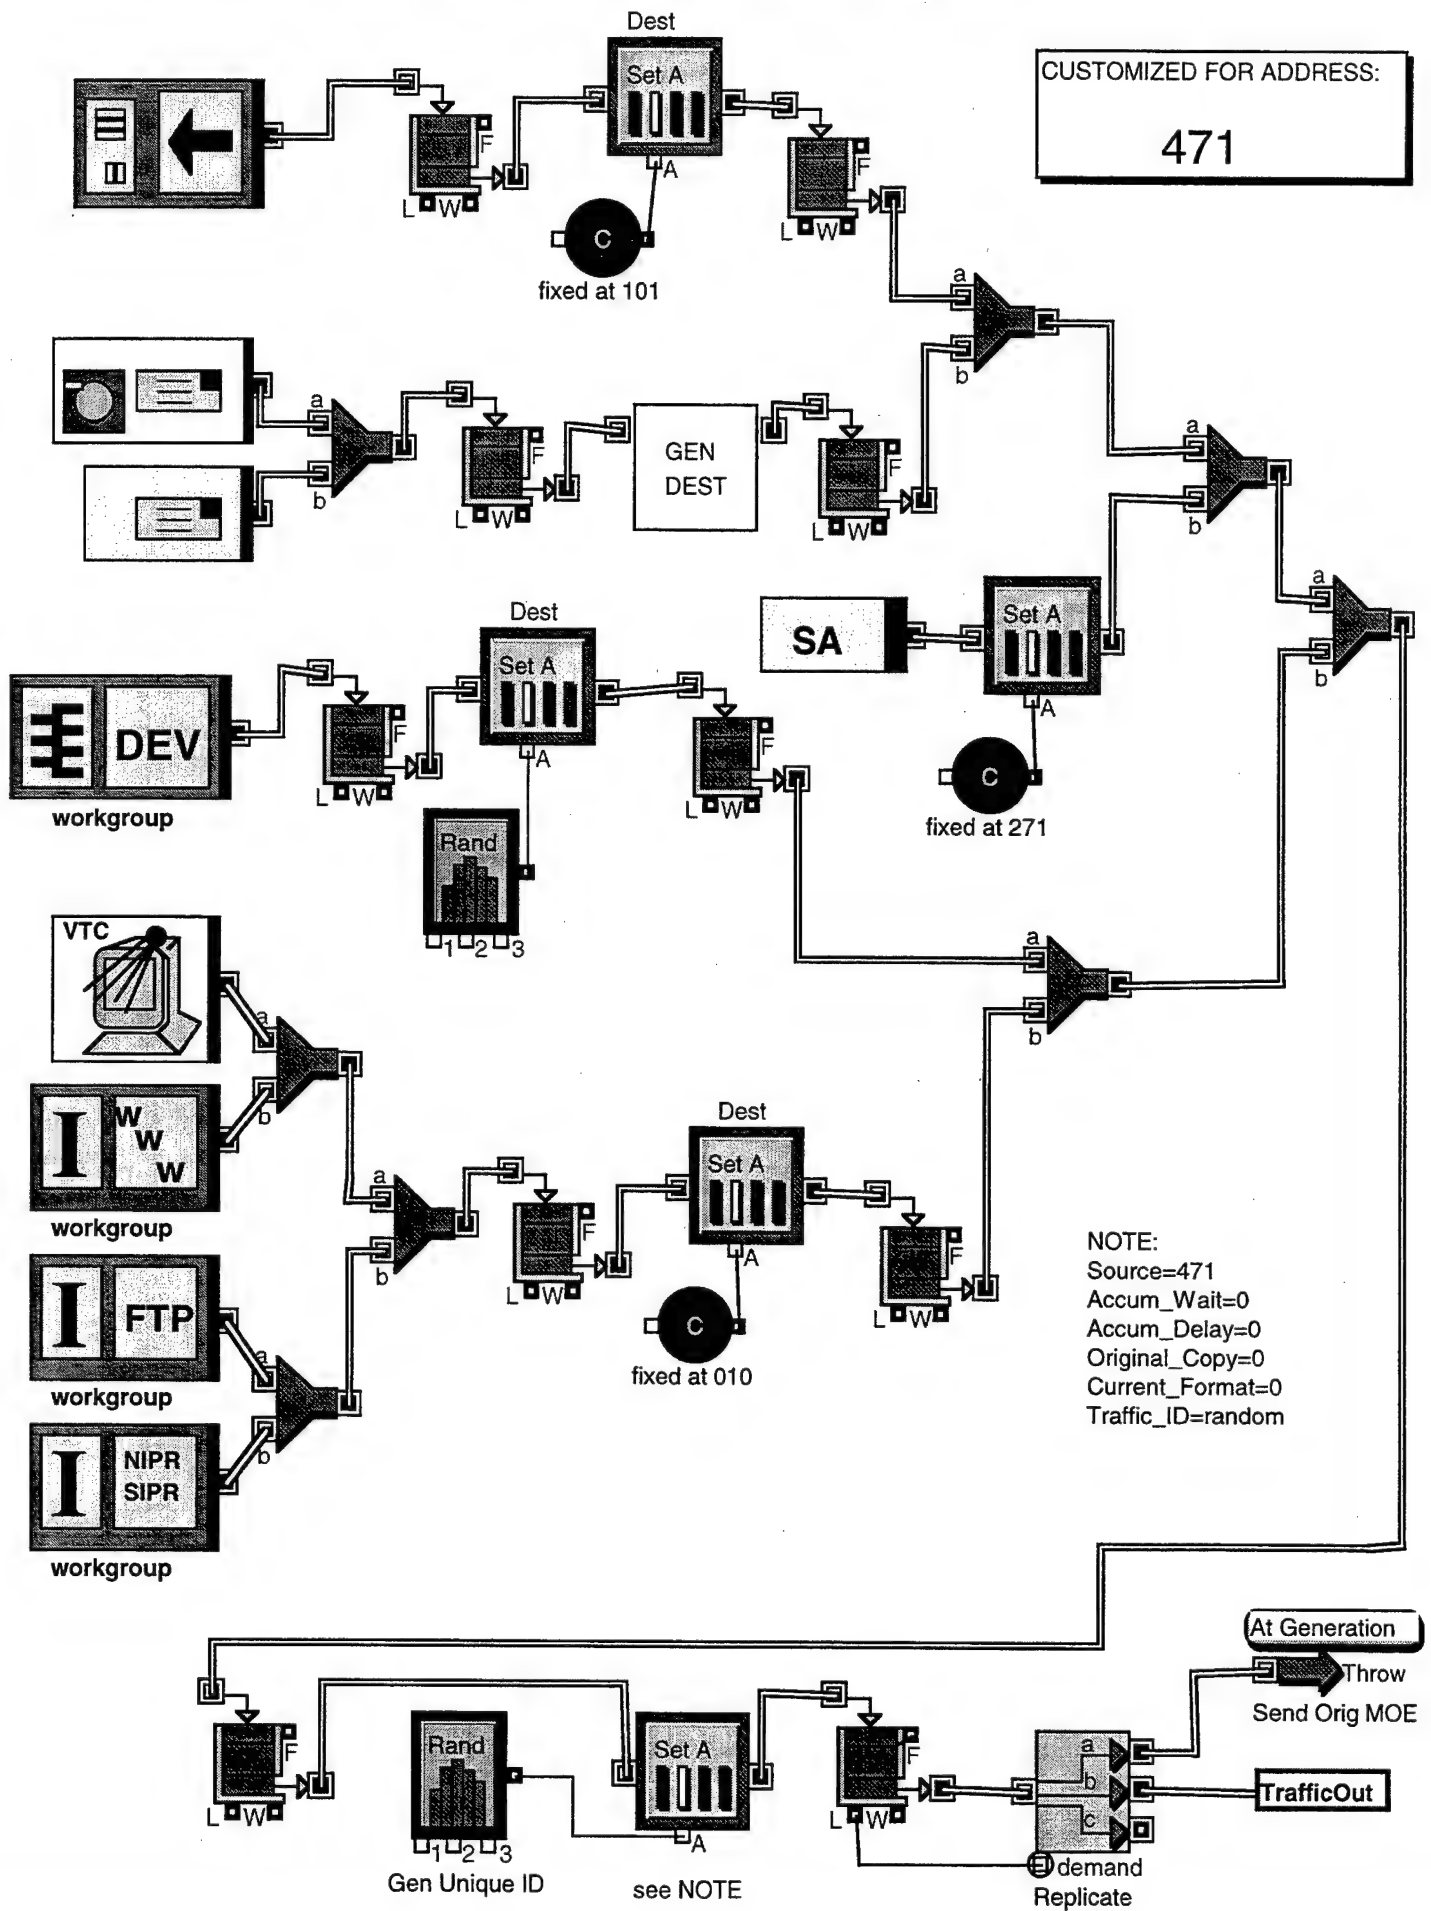 Dest
CUSTOMIZED FOR ADDRESS:
471
Set A
F
A
F
L W
L W
C
fixed at 101
a
b
a
b
F
GEN
DEST
F
L W
L W
a
b
a
b
Dest
SA
Set A
A
Set A
F
A
F
DEV
L W
L W
workgroup
C
fixed at 271
Rand
1 2 3
VTC
a
b
a
b
W
W
W
I
workgroup
Dest
Set A
a
b
F
A
F
L W
L W
C
fixed at 010
NOTE:
Source=471
Accum_Wait=0
Accum_Delay=0
Original_Copy=0
Current_Format=0
Traffic_ID=random
I FTP
workgroup
a
b
I
NIPR
SIPR
workgroup
At Generation
Throw
Send Orig MOE
F
L W
Rand
1 2 3
Gen Unique ID
Set A
A
see NOTE
F
L W
a
b
c
TrafficOut
demand
Replicate